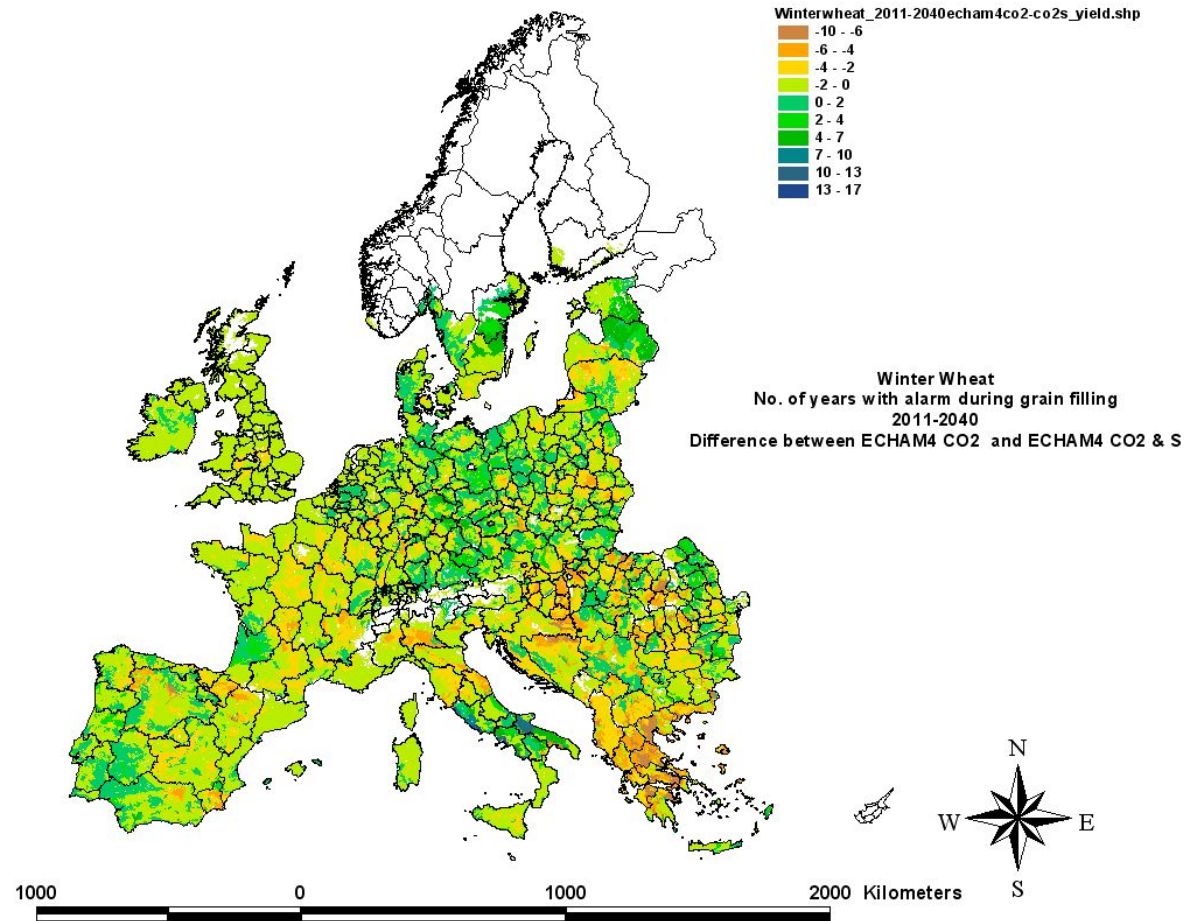 Winterwheat_2011-2040echam4co2-co2s_yield.shp
-10 - -6
-6 - -4
-4 - -2
-2 - 0
0 - 2
2 - 4
4 - 7
7 - 10
10 - 13
13 - 17
Winter Wheat
No. of years with alarm during grain filling
2011-2040
Difference between ECHAM4 CO2 and ECHAM4 CO2 & S
N
W E
S
1000 0 1000 2000 Kilometers